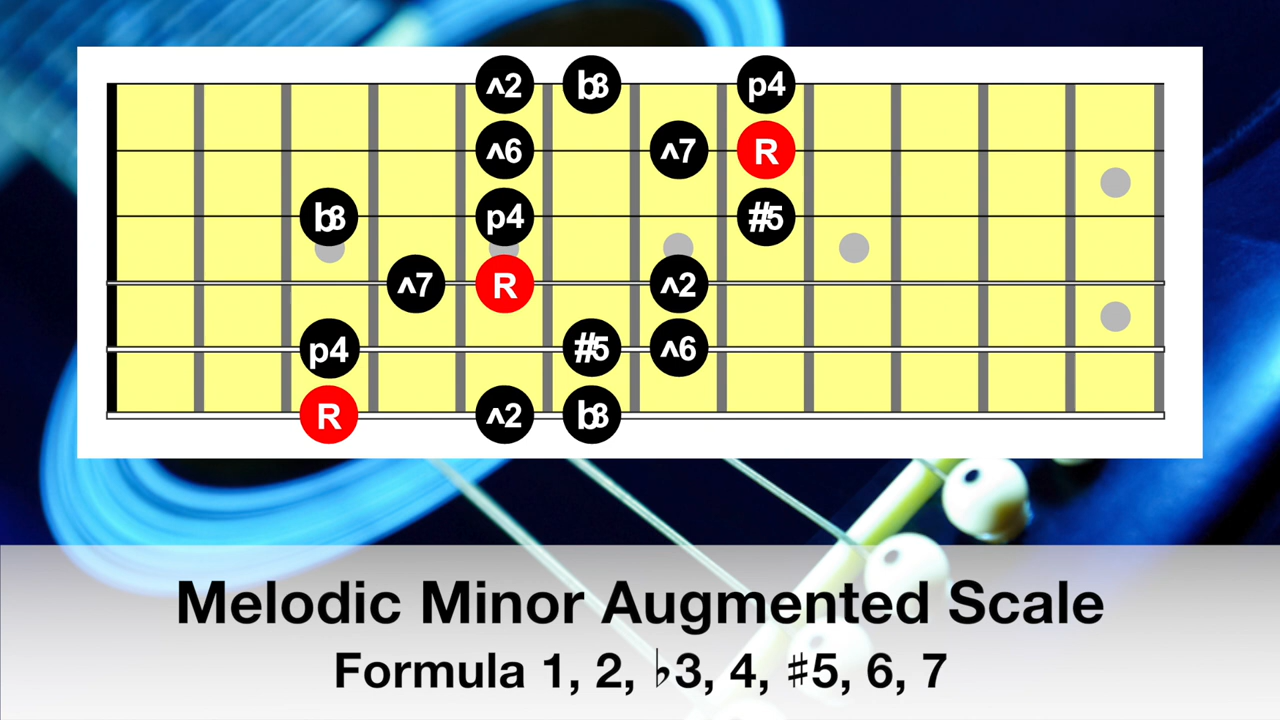 ^2 b3 p4
^6 ^7 R
b3 p4 #5
^7 R ^2
p4 #5 ^6
R ^2 b3
Melodic Minor Augmented Scale
Formula 1, 2, ♭3, 4, ♯5, 6, 7